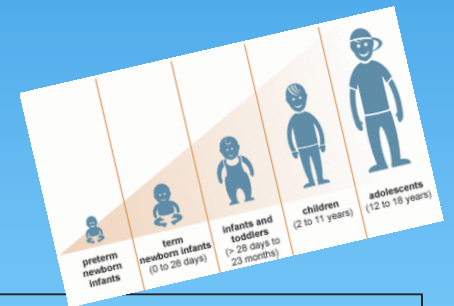 preterm
newborn
infants
term
newborn infants
(0 to 28 days)
infants and
toddlers
(> 28 days to
23 months)
children
(2 to 11 years)
adolescents
(12 to 18 years)